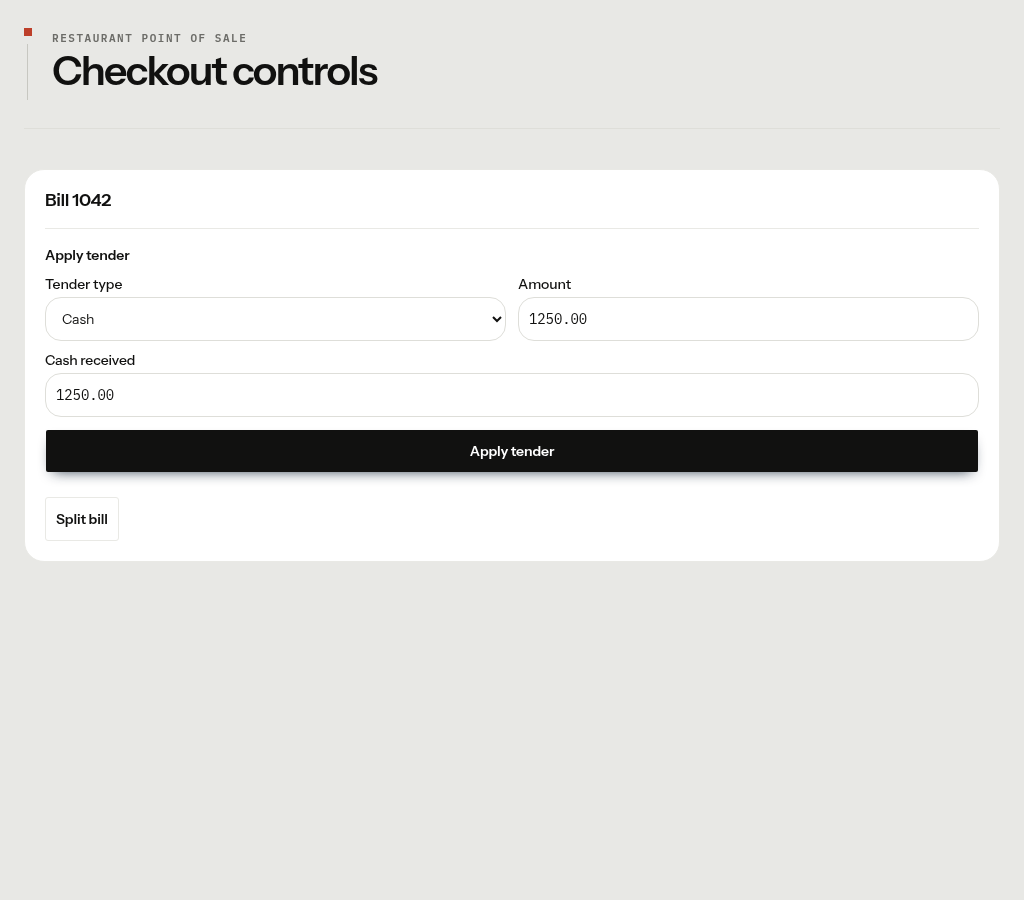 RESTAURANT POINT OF SALE
Checkout controls
Bill 1042
Apply tender
Tender type
Amount
Cash
1250.00
Cash received
1250.00
Apply tender
Split bill